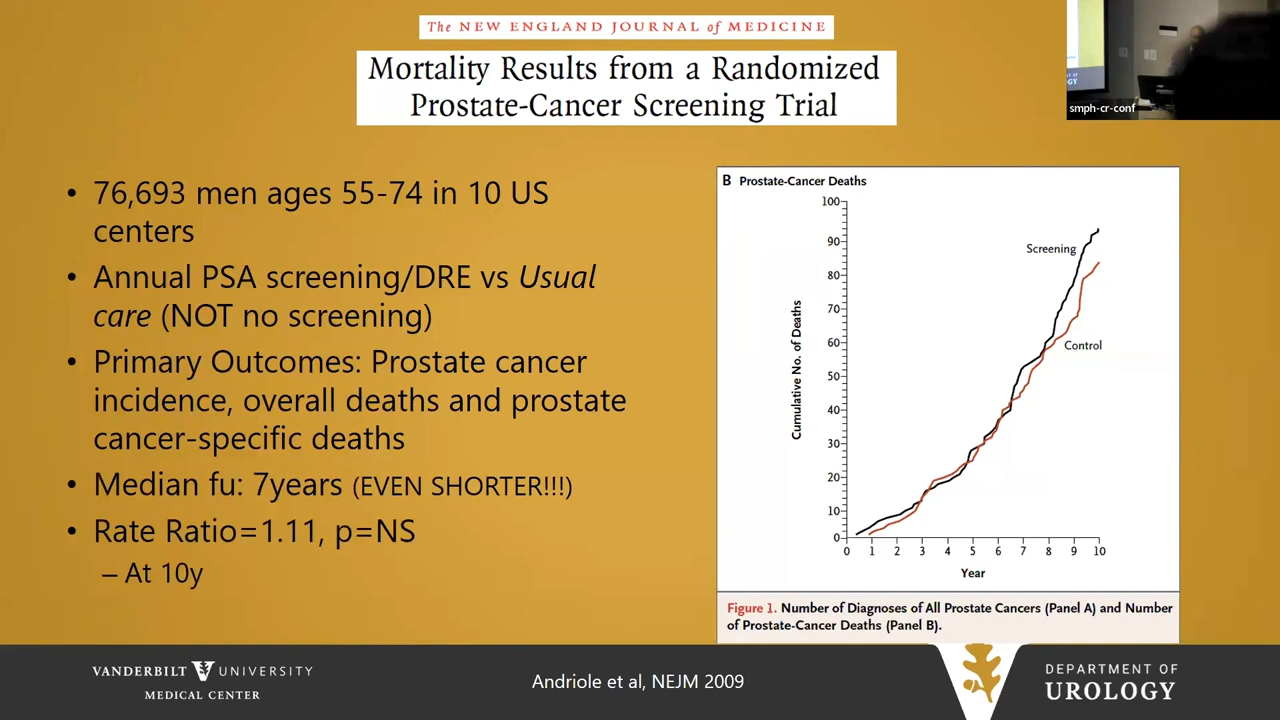 The NEW ENGLAND JOURNAL of MEDICINE
Mortality Results from a Randomized
Prostate-Cancer Screening Trial
smph-cr-conf
• 76,693 men ages 55-74 in 10 US
centers
• Annual PSA screening/DRE vs Usual
care (NOT no screening)
• Primary Outcomes: Prostate cancer
incidence, overall deaths and prostate
cancer-specific deaths
• Median fu: 7years (EVEN SHORTER!!!)
• Rate Ratio=1.11, p=NS
– At 10y
B Prostate-Cancer Deaths
Cumulative No. of Deaths
100
90
80
70
60
50
40
30
20
10
0
Screening
Control
0 1 2 3 4 5 6 7 8 9 10
Year
Figure 1. Number of Diagnoses of All Prostate Cancers (Panel A) and Number
of Prostate-Cancer Deaths (Panel B).
VANDERBILT UNIVERSITY
MEDICAL CENTER
Andriole et al, NEJM 2009
DEPARTMENT OF
UROLOGY